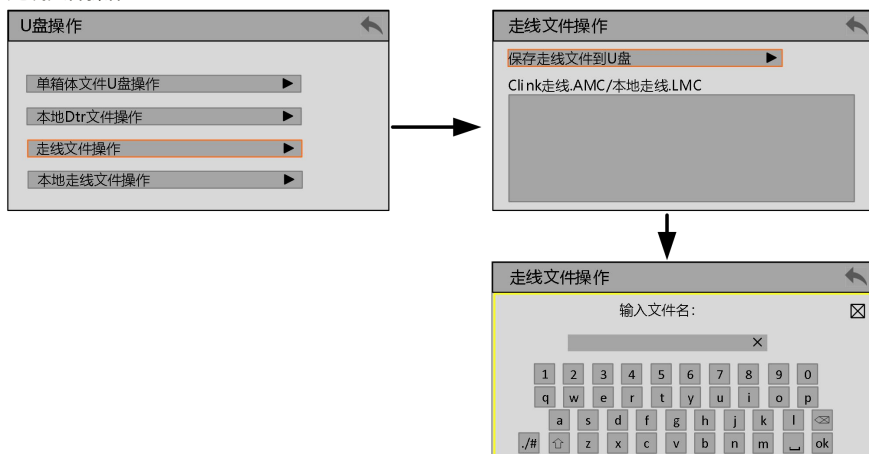 U盘操作
单箱体文件U盘操作
本地Dtr文件操作
走线文件操作
本地走线文件操作
走线文件操作
保存走线文件到U盘
Clink走线.AMC/本地走线.LMC
走线文件操作
输入文件名:
1 2 3 4 5 6 7 8 9 0
q w e r t y u i o p
a s d f g h j k l
./# z x c v b n m ok